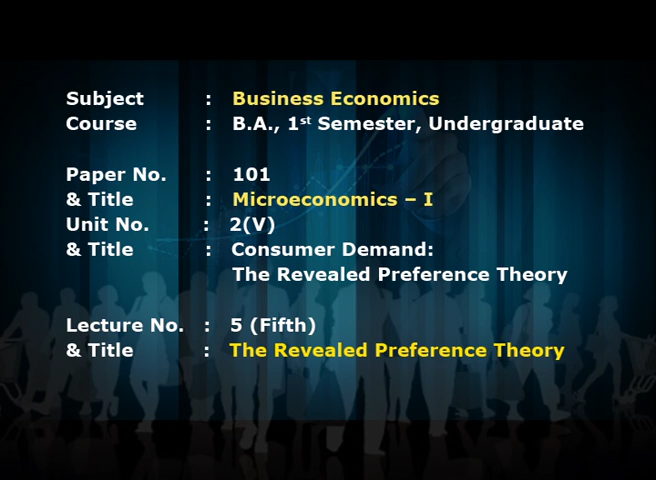 Subject : Business Economics
Course : B.A., 1st Semester, Undergraduate
Paper No. : 101
& Title : Microeconomics – I
Unit No. : 2(V)
& Title : Consumer Demand:
The Revealed Preference Theory
Lecture No. : 5 (Fifth)
& Title : The Revealed Preference Theory